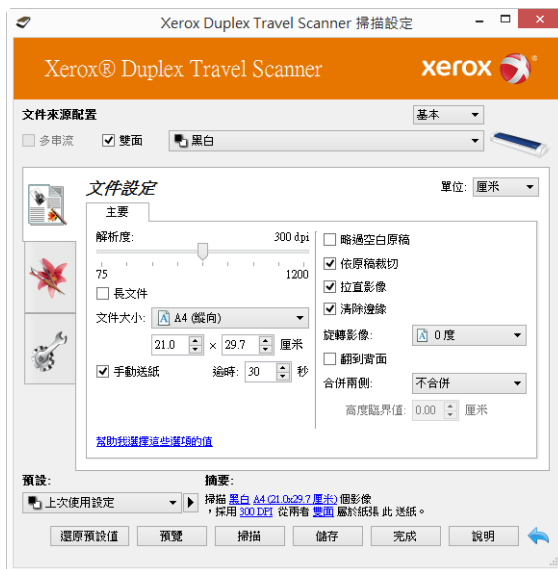 Xerox Duplex Travel Scanner 掃描設定
Xerox® Duplex Travel Scanner xerox
文件來源配置 基本
多串流 雙面 黑白
文件設定 單位: 厘米
主要
解析度: 300 dpi
75 1200
長文件
文件大小: A4 (縱向)
21.0 × 29.7 厘米
手動送紙 逾時: 30 秒
幫助我選擇這些選項的值
略過空白原稿
依原稿裁切
拉直影像
清除邊緣
旋轉影像: 0 度
翻到背面
合併兩側: 不合併
高度臨界值: 0.00 厘米
預設: 摘要:
上次使用設定 掃描 黑白 A4 (21.0x29.7 厘米) 個影像
,採用 300 DPI 從兩者 雙面 屬於紙張 此 送紙。
還原預設值 預覽 掃描 儲存 完成 說明